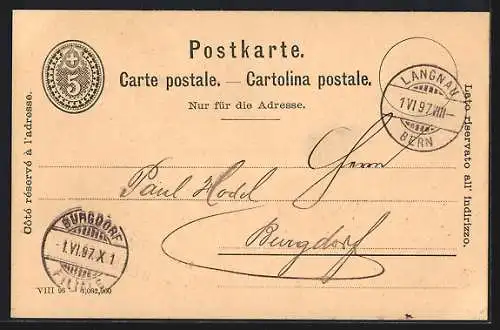 5
Postkarte.
Carte postale. — Cartolina postale.
Nur für die Adresse.
Côté réservé à l'adresse.
Lato riservato all' indirizzo.
LANGNAU
1 VI 97 VIII—
BERN
Herrn
Paul Hodel
Burgdorf
BURGDORF
-1.VI.97.X 1
VIII 96